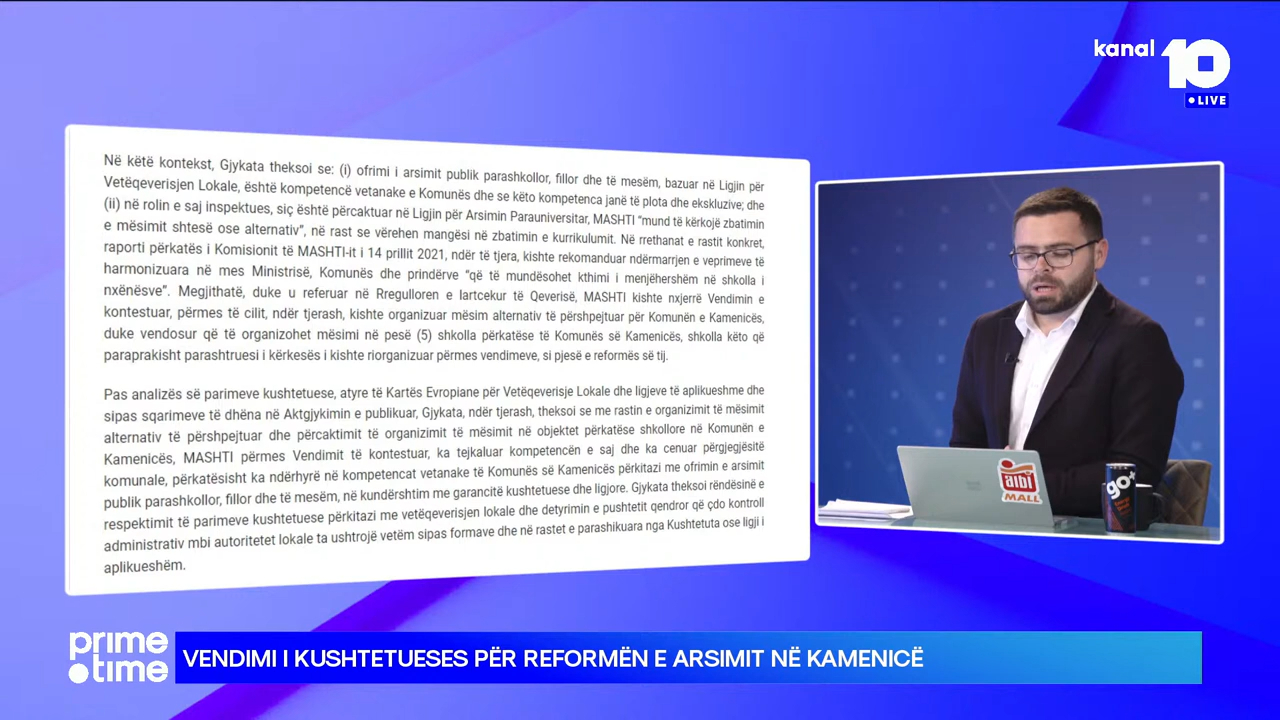 kanal 10
LIVE
Në këtë kontekst, Gjykata theksoi se: (i) ofrimi i arsimit publik parashkollor, fillor dhe të mesëm, bazuar në Ligjin për
Vetëqeverisjen Lokale, është kompetencë vetanake e Komunës dhe se këto kompetenca janë të plota dhe ekskluzive; dhe
(ii) në rolin e saj inspektues, siç është përcaktuar në Ligjin për Arsimin Parauniversitar, MASHTI “mund të kërkojë zbatimin
e mësimit shtesë ose alternativ”, në rast se vërehen mangësi në zbatimin e kurrikulumit. Në rrethanat e rastit konkret,
raporti përkatës i Komisionit të MASHTI-it i 14 prillit 2021, ndër të tjera, kishte rekomanduar ndërmarrjen e veprimeve të
harmonizuara në mes Ministrisë, Komunës dhe prindërve “që të mundësohet kthimi i menjëhershëm në shkolla i
nxënësve”. Megjithatë, duke u referuar në Rregulloren e lartcekur të Qeverisë, MASHTI kishte nxjerrë Vendimin e
kontestuar, përmes të cilit, ndër tjerash, kishte organizuar mësim alternativ të përshpejtuar për Komunën e Kamenicës,
duke vendosur që të organizohet mësimi në pesë (5) shkolla përkatëse të Komunës së Kamenicës, shkolla këto që
paraprakisht parashtruesi i kërkesës i kishte riorganizuar përmes vendimeve, si pjesë e reformës së tij.
Pas analizës së parimeve kushtetuese, atyre të Kartës Evropiane për Vetëqeverisje Lokale dhe ligjeve të aplikueshme dhe
sipas sqarimeve të dhëna në Aktgjykimin e publikuar, Gjykata, ndër tjerash, theksoi se me rastin e organizimit të mësimit
alternativ të përshpejtuar dhe përcaktimit të organizimit të mësimit në objektet përkatëse shkollore në Komunën e
Kamenicës, MASHTI përmes Vendimit të kontestuar, ka tejkaluar kompetencën e saj dhe ka cenuar përgjegjësitë
komunale, përkatësisht ka ndërhyrë në kompetencat vetanake të Komunës së Kamenicës përkitazi me ofrimin e arsimit
publik parashkollor, fillor dhe të mesëm, në kundërshtim me garancitë kushtetuese dhe ligjore. Gjykata theksoi rëndësinë e
respektimit të parimeve kushtetuese përkitazi me vetëqeverisjen lokale dhe detyrimin e pushtetit qendror që çdo kontroll
administrativ mbi autoritetet lokale ta ushtrojë vetëm sipas formave dhe në rastet e parashikuara nga Kushtetuta ose ligji i
aplikueshëm.
albi
MALL
go+
prime
time
VENDIMI I KUSHTETUESES PËR REFORMËN E ARSIMIT NË KAMENICË